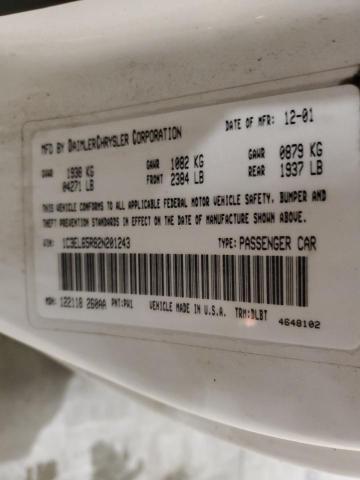 MFD BY DAIMLERCHRYSLER CORPORATION DATE OF MFR: 12-01
GVWR 1938 KG 04271 LB GAWR FRONT 1082 KG 2384 LB GAWR REAR 0879 KG 1937 LB
THIS VEHICLE CONFORMS TO ALL APPLICABLE FEDERAL MOTOR VEHICLE SAFETY, BUMPER AND
THEFT PREVENTION STANDARDS IN EFFECT ON THE DATE OF MANUFACTURE SHOWN ABOVE.
VIN: 1C3EL65R82N201243 TYPE: PASSENGER CAR
MDH: 122118 260AA PNT: PW1 VEHICLE MADE IN U.S.A. TRM: DLBT
4648102